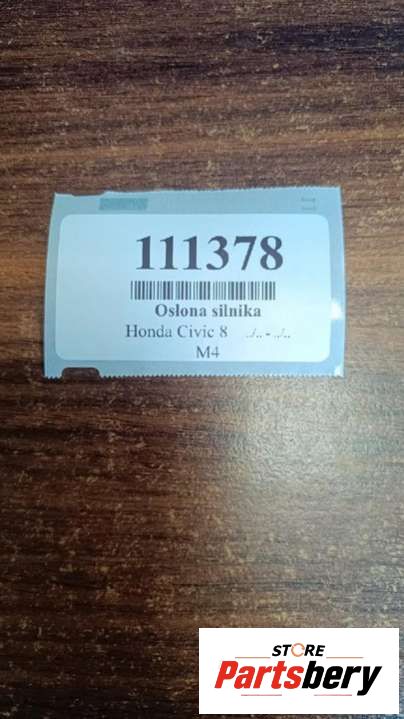 111378
Osłona silnika
Honda Civic 8 ../.. - ../..
M4
STORE
Partsbery